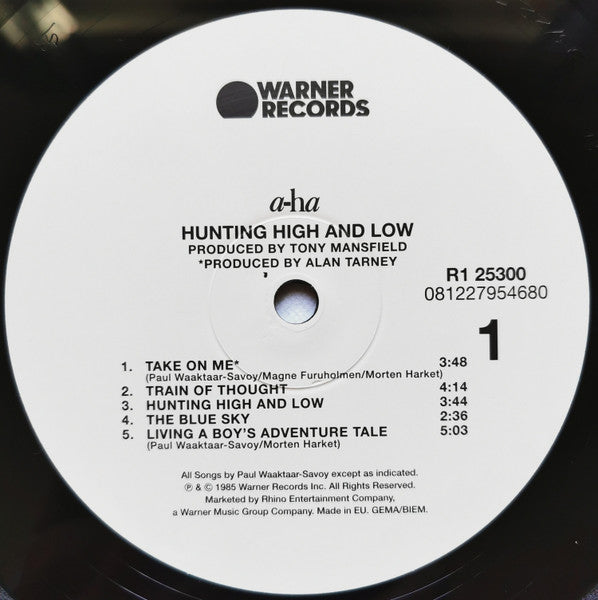 WARNER
RECORDS
a-ha
HUNTING HIGH AND LOW
PRODUCED BY TONY MANSFIELD
*PRODUCED BY ALAN TARNEY
R1 25300
081227954680
1
1. TAKE ON ME* 3:48
(Paul Waaktaar-Savoy/Magne Furuholmen/Morten Harket)
2. TRAIN OF THOUGHT 4:14
3. HUNTING HIGH AND LOW 3:44
4. THE BLUE SKY 2:36
5. LIVING A BOY'S ADVENTURE TALE 5:03
(Paul Waaktaar-Savoy/Morten Harket)
All Songs by Paul Waaktaar-Savoy except as indicated.
℗ & © 1985 Warner Records Inc. All Rights Reserved.
Marketed by Rhino Entertainment Company,
a Warner Music Group Company. Made in EU. GEMA/BIEM.